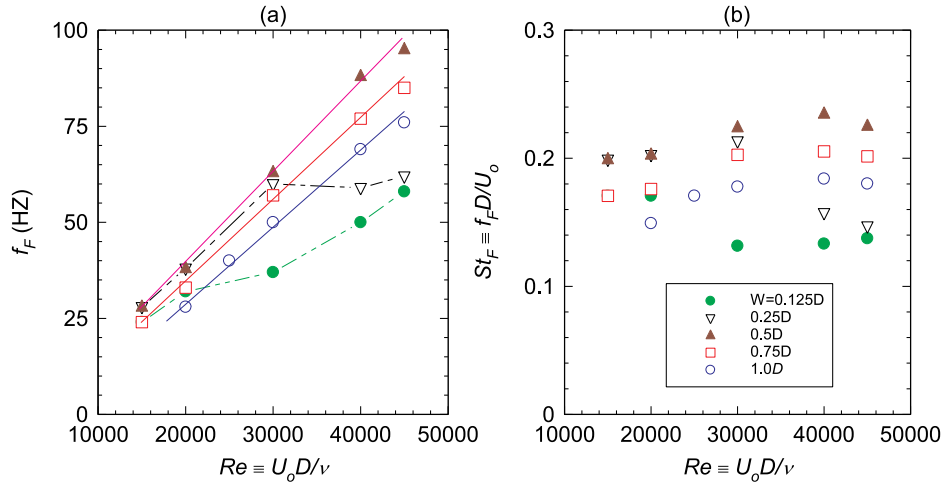 (a)
100
75
50
25
0
f_F (HZ)
10000 20000 30000 40000 50000
Re ≡ U_oD/ν
(b)
0.3
0.2
0.1
0
St_F ≡ f_FD/U_o
W=0.125D
0.25D
0.5D
0.75D
1.0D
10000 20000 30000 40000 50000
Re ≡ U_oD/ν